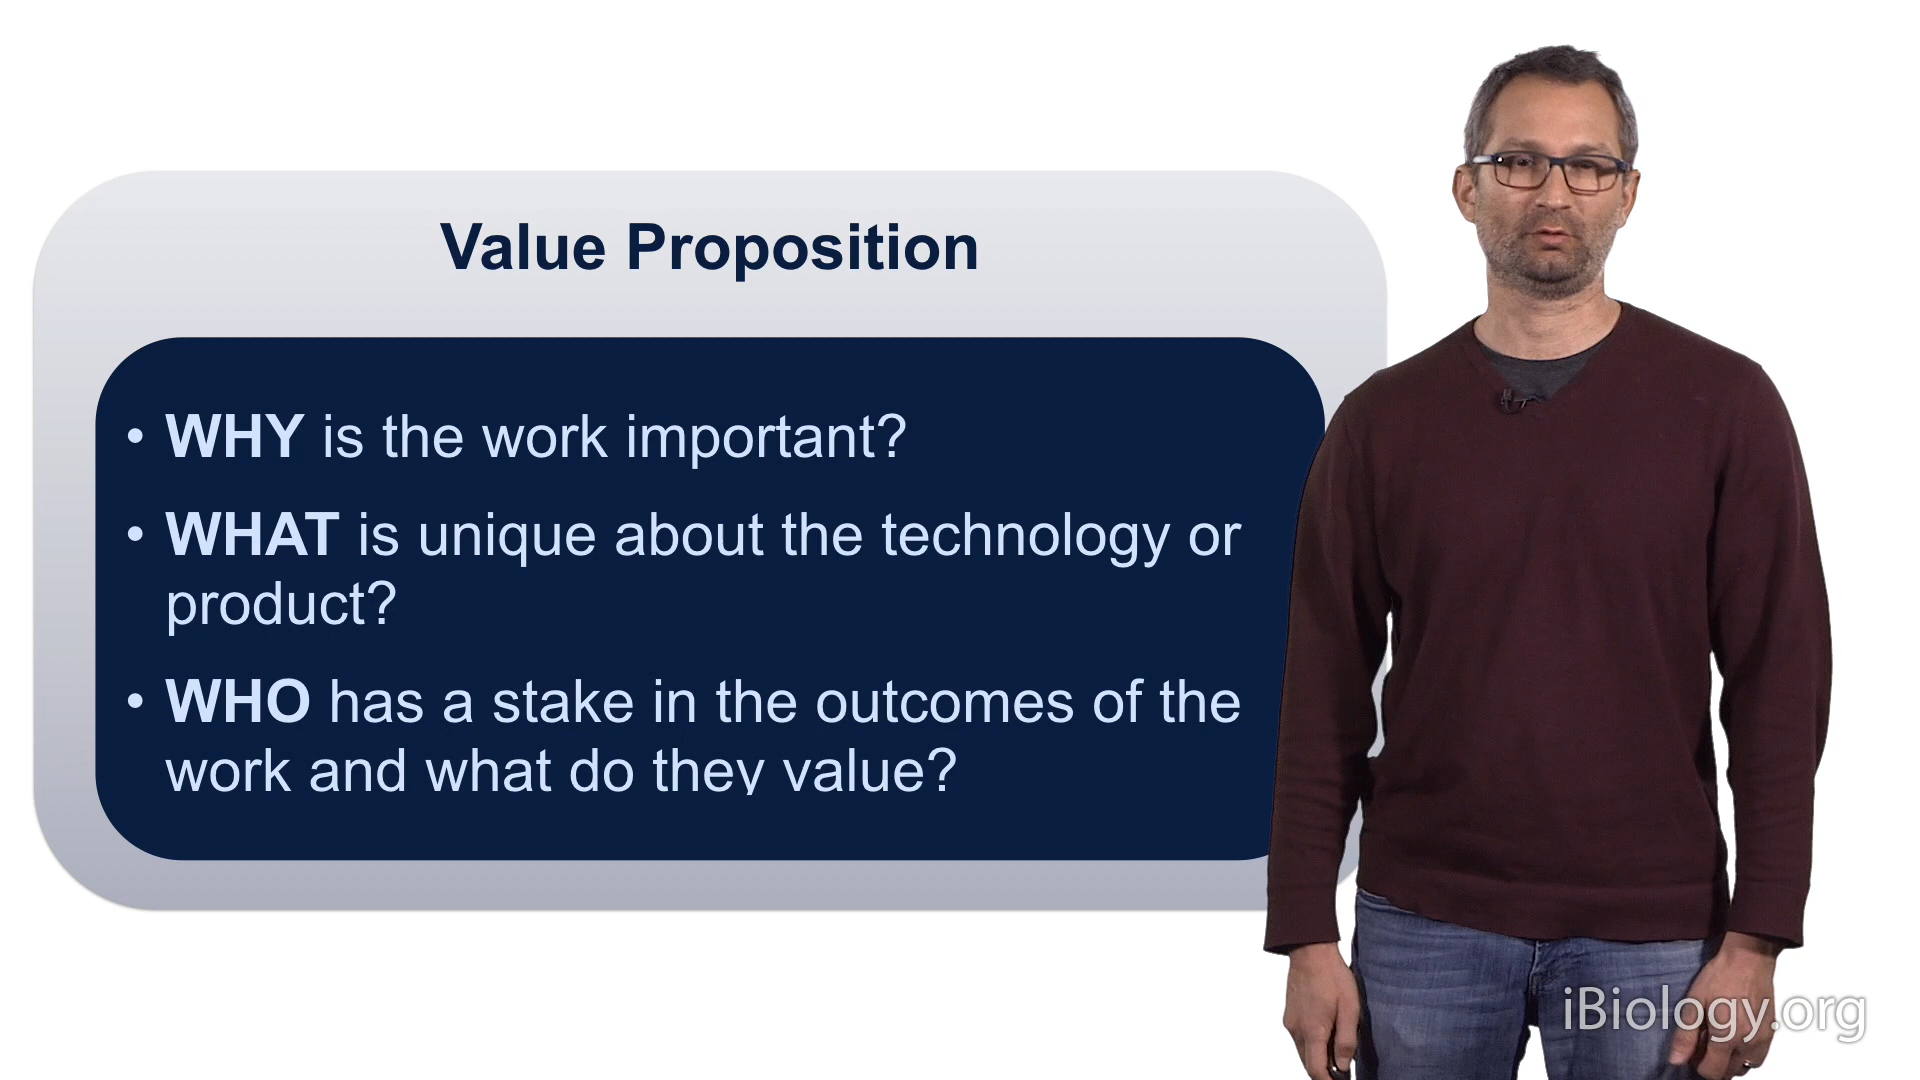 Value Proposition
• WHY is the work important?
• WHAT is unique about the technology or
product?
• WHO has a stake in the outcomes of the
work and what do they value?
iBiology.org